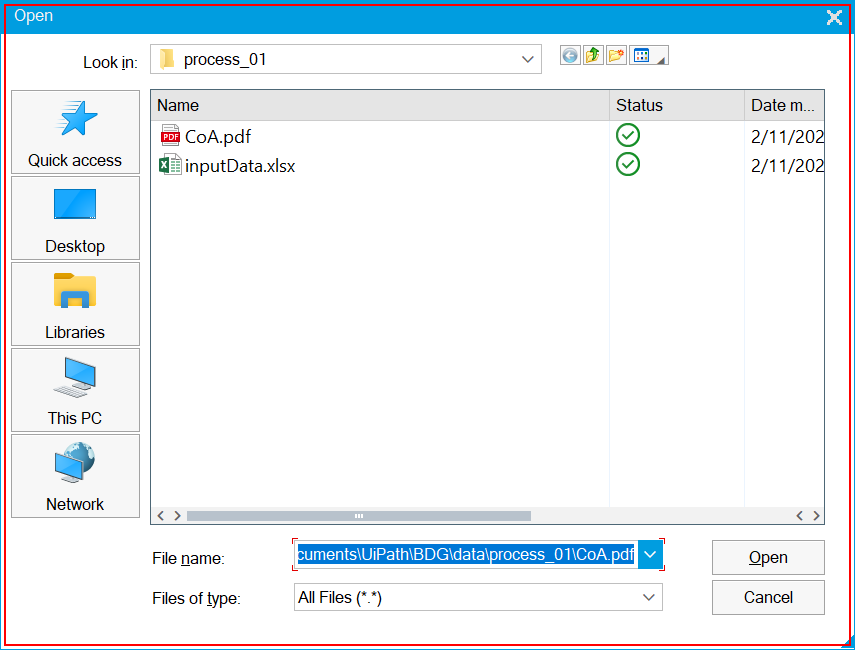 Open
Look in: process_01
Name Status Date m...
CoA.pdf 2/11/202
inputData.xlsx 2/11/202
Quick access
Desktop
Libraries
This PC
Network
File name: cuments\UiPath\BDG\data\process_01\CoA.pdf Open
Files of type: All Files (*.*) Cancel